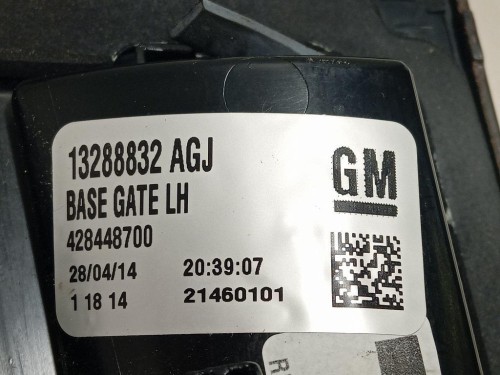 13288832 AGJ
GM
BASE GATE LH
428448700
28/04/14 20:39:07
1 18 14 21460101
R